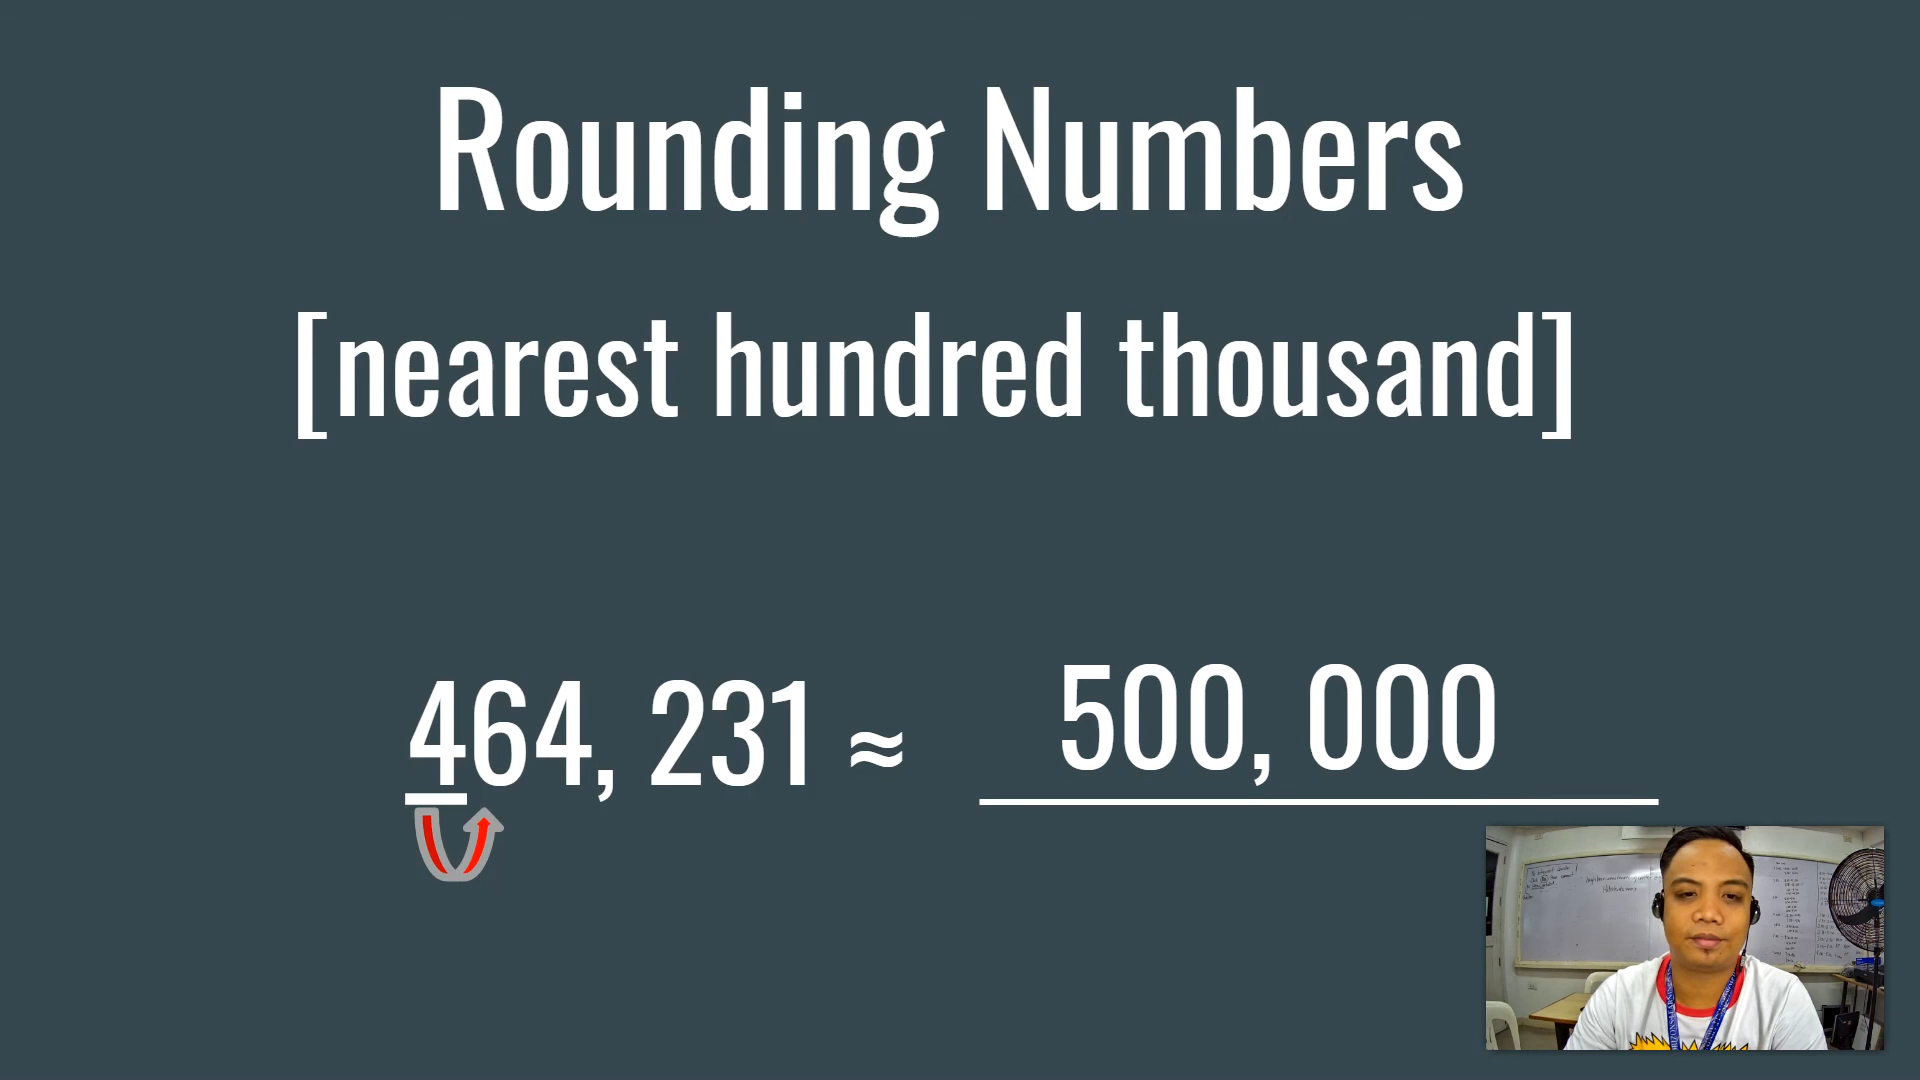 Rounding Numbers
[nearest hundred thousand]
464, 231 ≈ 500, 000